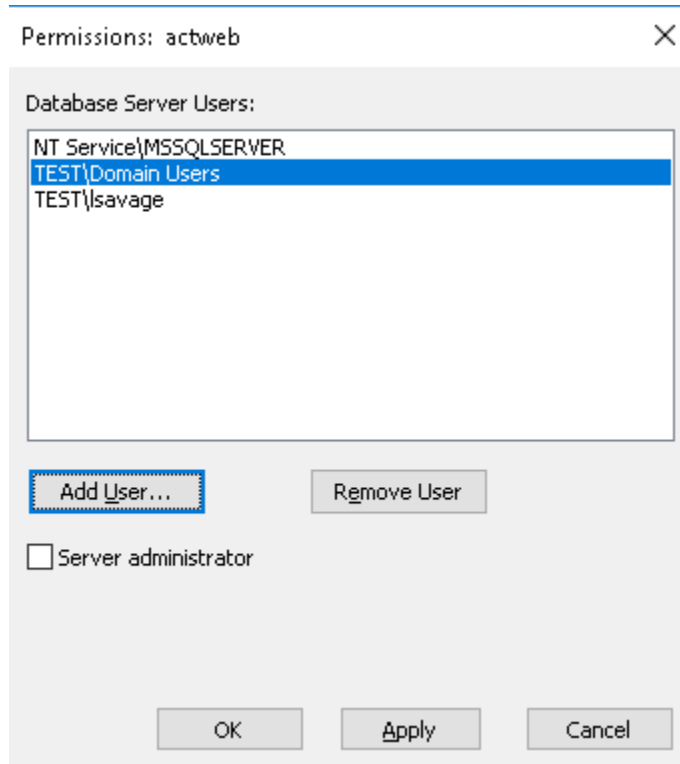 Permissions: actweb
Database Server Users:
NT Service\MSSQLSERVER
TEST\Domain Users
TEST\lsavage
Add User... Remove User
Server administrator
OK Apply Cancel